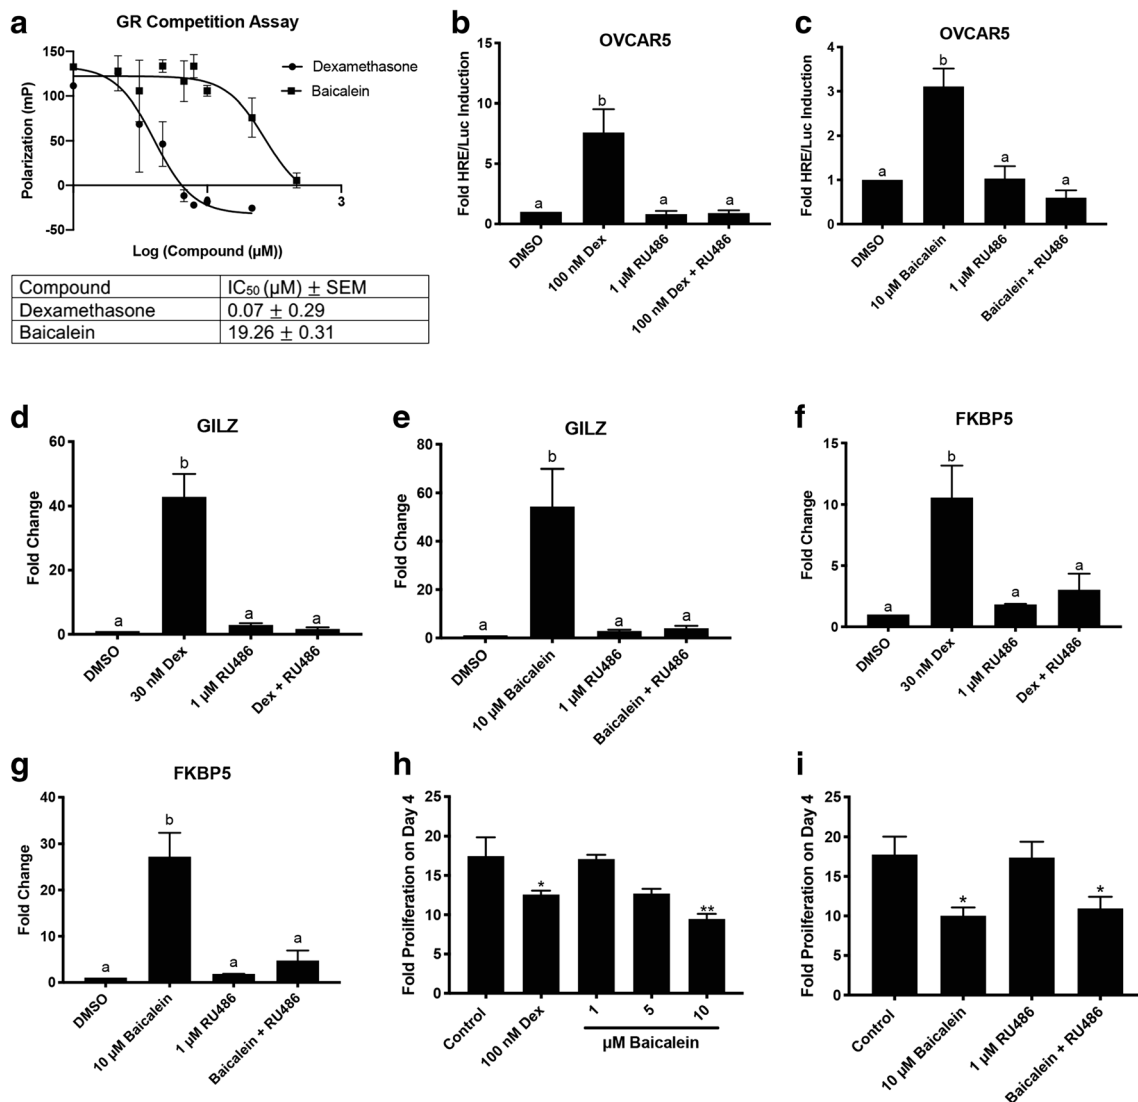 a
GR Competition Assay
150
100
50
0
-50
Polarization (mP)
Dexamethasone
Baicalein
3
Log (Compound (µM))
Compound IC50 (µM) ± SEM
Dexamethasone 0.07 ± 0.29
Baicalein 19.26 ± 0.31
b
OVCAR5
Fold HRE/Luc Induction
15
10
5
0
a
b
a
a
DMSO
100 nM Dex
1 µM RU486
100 nM Dex + RU486
c
OVCAR5
Fold HRE/Luc Induction
4
3
2
1
0
a
b
a
a
DMSO
10 µM Baicalein
1 µM RU486
Baicalein + RU486
d
GILZ
Fold Change
60
40
20
0
a
b
a
a
DMSO
30 nM Dex
1 µM RU486
Dex + RU486
e
GILZ
Fold Change
80
60
40
20
0
a
b
a
a
DMSO
10 µM Baicalein
1 µM RU486
Baicalein + RU486
f
FKBP5
Fold Change
15
10
5
0
a
b
a
a
DMSO
30 nM Dex
1 µM RU486
Dex + RU486
g
FKBP5
Fold Change
40
30
20
10
0
a
b
a
a
DMSO
10 µM Baicalein
1 µM RU486
Baicalein + RU486
h
Fold Proilferation on Day 4
25
20
15
10
5
0
*
**
Control
100 nM Dex
1
5
10
µM Baicalein
i
Fold Proilferation on Day 4
25
20
15
10
5
0
*
*
Control
10 µM Baicalein
1 µM RU486
Baicalein + RU486